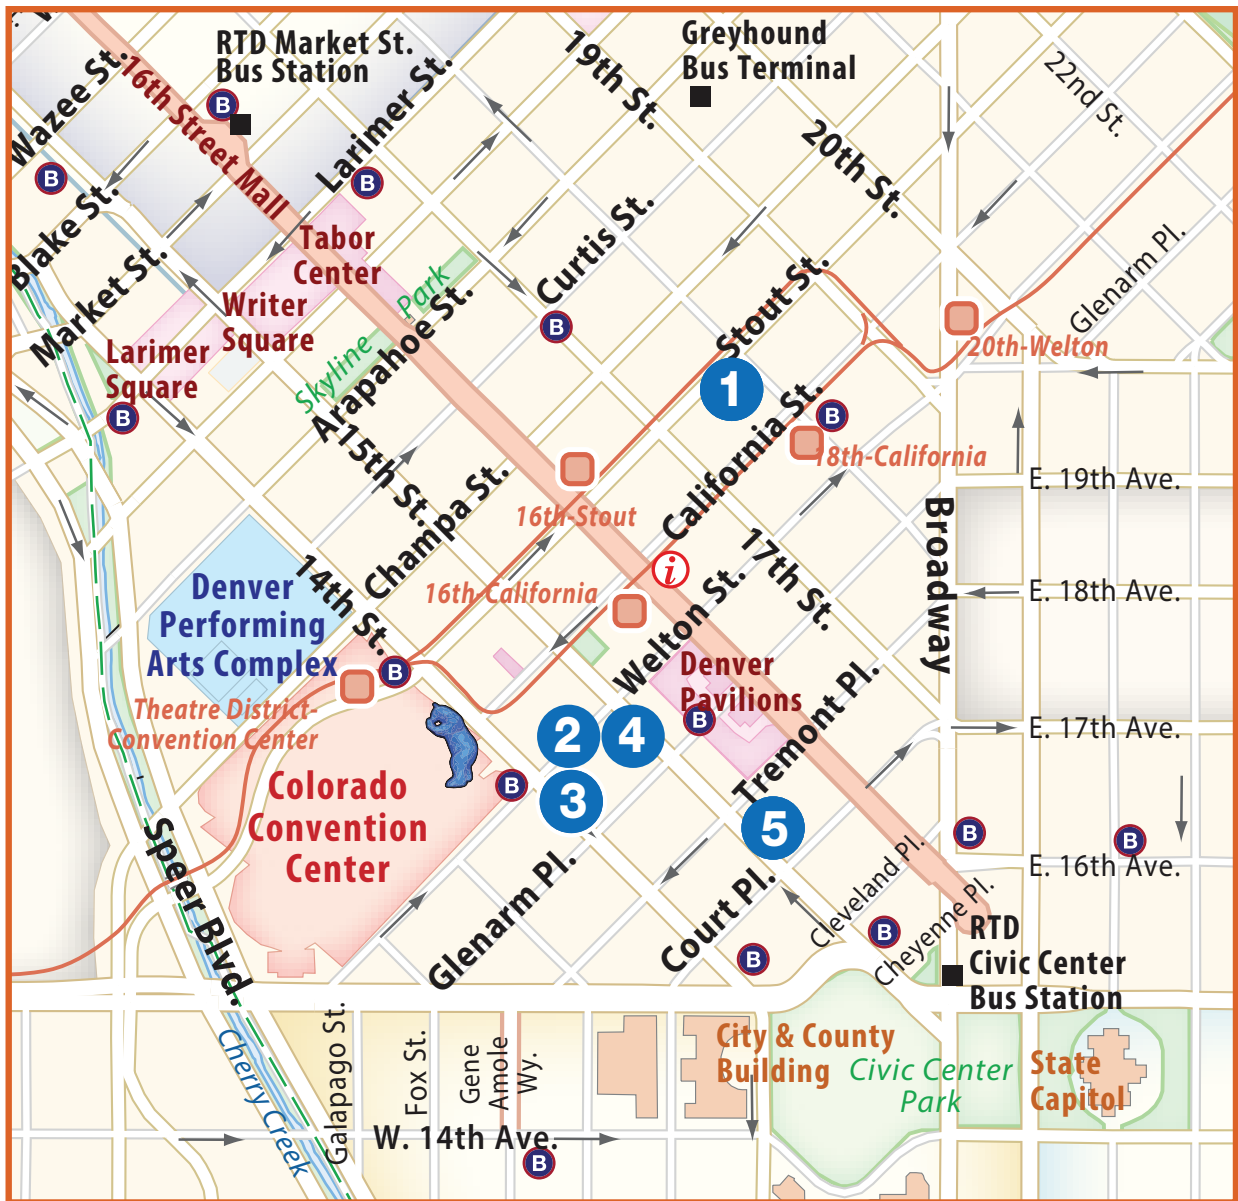 RTD Market St.
Bus Station
Greyhound
Bus Terminal
Wazee St.
16th Street Mall
Larimer St.
19th St.
20th St.
22nd St.
B
B
B
Blake St.
Market St.
Tabor
Center
Writer
Square
Larimer
Square
B
Skyline
Park
Arapahoe St.
Curtis St.
B
Stout St.
Glenarm Pl.
20th-Welton
1
California St.
B
18th-California
15th St.
Champa St.
16th-Stout
E. 19th Ave.
Broadway
14th St.
16th-California
i
17th St.
Welton St.
E. 18th Ave.
Denver
Performing
Arts Complex
B
Theatre District-
Convention Center
Denver
Pavilions
B
Tremont Pl.
E. 17th Ave.
2
4
3
5
B
Colorado
Convention
Center
Speer Blvd.
Glenarm Pl.
Court Pl.
Cleveland Pl.
Cheyenne Pl.
B
B
E. 16th Ave.
B
B
RTD
Civic Center
Bus Station
Cherry Creek
Galapago St.
Fox St.
Gene
Amole
Wy.
City & County
Building
Civic Center
Park
State
Capitol
W. 14th Ave.
B